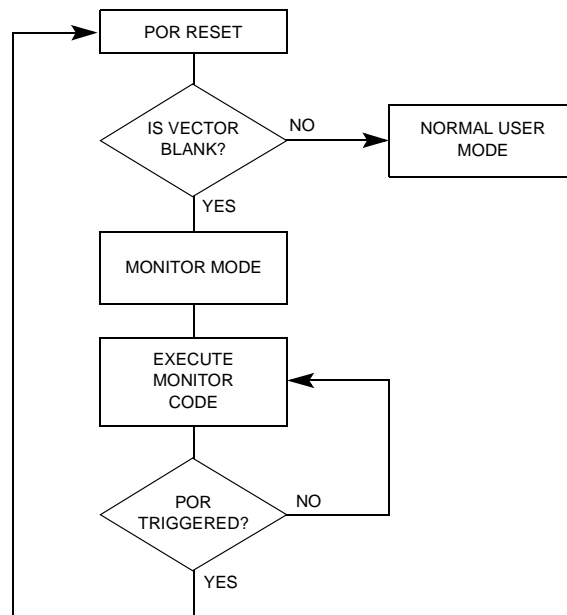 POR RESET
IS VECTOR
BLANK?
NO
NORMAL USER
MODE
YES
MONITOR MODE
EXECUTE
MONITOR
CODE
POR
TRIGGERED?
NO
YES